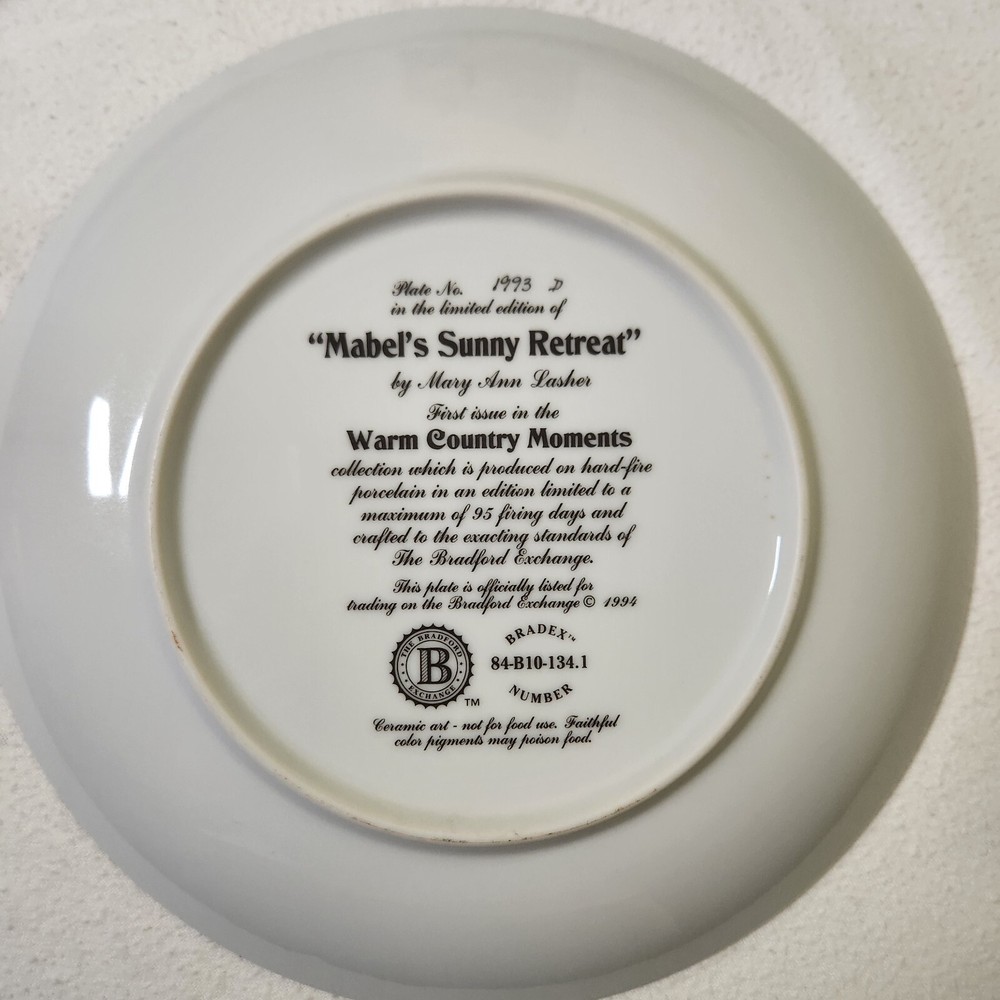 Plate No. 1993 D
in the limited edition of
“Mabel’s Sunny Retreat”
by Mary Ann Lasher
First issue in the
Warm Country Moments
collection which is produced on hard-fire
porcelain in an edition limited to a
maximum of 95 firing days and
crafted to the exacting standards of
The Bradford Exchange.
This plate is officially listed for
trading on the Bradford Exchange © 1994
THE BRADFORD
B
EXCHANGE
TM
BRADEX™
84-B10-134.1
NUMBER
Ceramic art - not for food use. Faithful
color pigments may poison food.